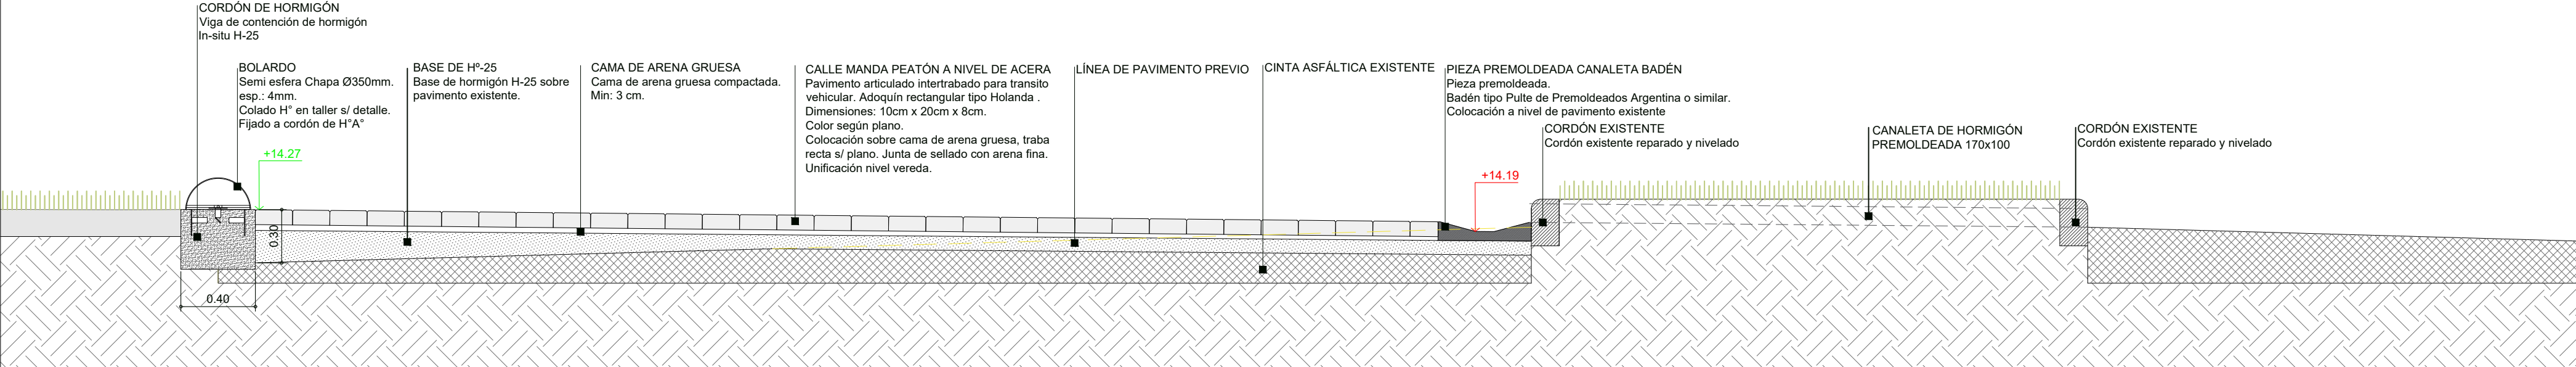 CORDÓN DE HORMIGÓN
Viga de contención de hormigón
In-situ H-25
BOLARDO
Semi esfera Chapa Ø350mm.
esp.: 4mm.
Colado H° en taller s/ detalle.
Fijado a cordón de H°A°
BASE DE Hº-25
Base de hormigón H-25 sobre
pavimento existente.
CAMA DE ARENA GRUESA
Cama de arena gruesa compactada.
Min: 3 cm.
CALLE MANDA PEATÓN A NIVEL DE ACERA
Pavimento articulado intertrabado para transito
vehicular. Adoquín rectangular tipo Holanda .
Dimensiones: 10cm x 20cm x 8cm.
Color según plano.
Colocación sobre cama de arena gruesa, traba
recta s/ plano. Junta de sellado con arena fina.
Unificación nivel vereda.
LÍNEA DE PAVIMENTO PREVIO
CINTA ASFÁLTICA EXISTENTE
PIEZA PREMOLDEADA CANALETA BADÉN
Pieza premoldeada.
Badén tipo Pulte de Premoldeados Argentina o similar.
Colocación a nivel de pavimento existente
CORDÓN EXISTENTE
Cordón existente reparado y nivelado
CANALETA DE HORMIGÓN
PREMOLDEADA 170x100
CORDÓN EXISTENTE
Cordón existente reparado y nivelado
+14.27
+14.19
0.30
0.40